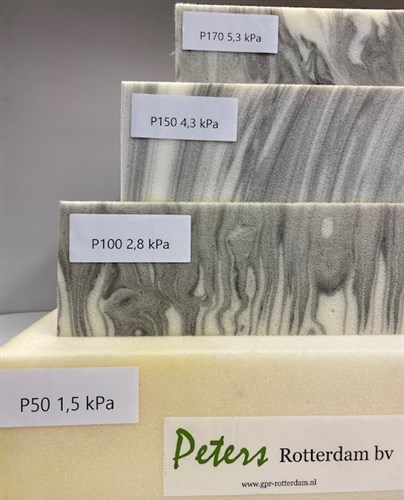 P170 5,3 kPa
P150 4,3 kPa
P100 2,8 kPa
P50 1,5 kPa
Peters Rotterdam bv
www.gpr-rotterdam.nl